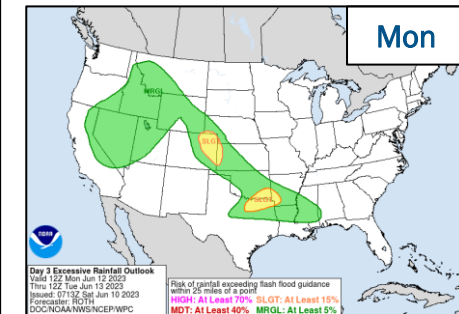 Mon
MRGL
SLGT
SLGT
NOAA
Day 3 Excessive Rainfall Outlook
Valid 12Z Mon Jun 12 2023
Thru 12Z Tue Jun 13 2023
Issued: 0713Z Sat Jun 10 2023
Forecaster: ROTH
DOC/NOAA/NWS/NCEP/WPC
Risk of rainfall exceeding flash flood guidance
within 25 miles of a point
HIGH: At Least 70% SLGT: At Least 15%
MDT: At Least 40% MRGL: At Least 5%